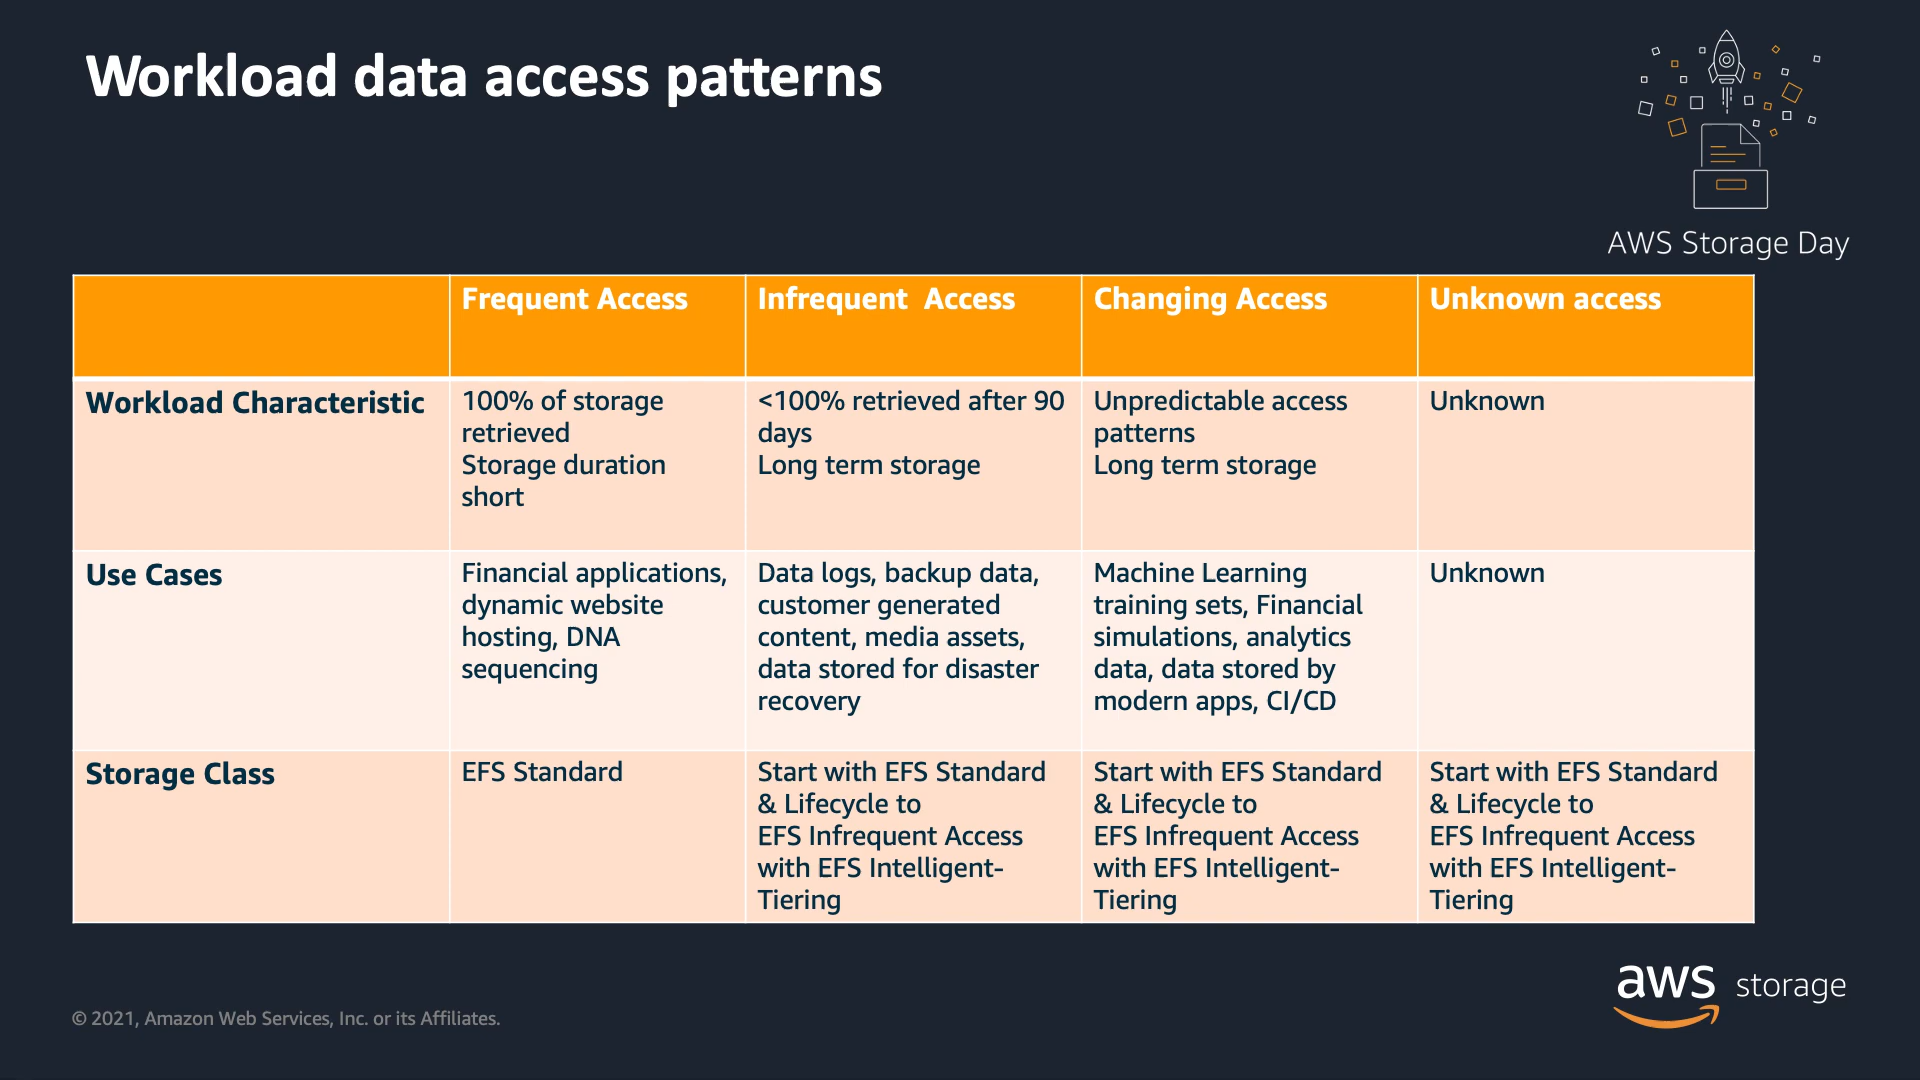 Workload data access patterns
AWS Storage Day
Frequent Access
Infrequent  Access
Changing Access
Unknown access
Workload Characteristic
100% of storage
retrieved
Storage duration
short
<100% retrieved after 90
days
Long term storage
Unpredictable access
patterns
Long term storage
Unknown
Use Cases
Financial applications,
dynamic website
hosting, DNA
sequencing
Data logs, backup data,
customer generated
content, media assets,
data stored for disaster
recovery
Machine Learning
training sets, Financial
simulations, analytics
data, data stored by
modern apps, CI/CD
Unknown
Storage Class
EFS Standard
Start with EFS Standard
& Lifecycle to
EFS Infrequent Access
with EFS Intelligent-
Tiering
Start with EFS Standard
& Lifecycle to
EFS Infrequent Access
with EFS Intelligent-
Tiering
Start with EFS Standard
& Lifecycle to
EFS Infrequent Access
with EFS Intelligent-
Tiering
© 2021, Amazon Web Services, Inc. or its Affiliates.
aws storage